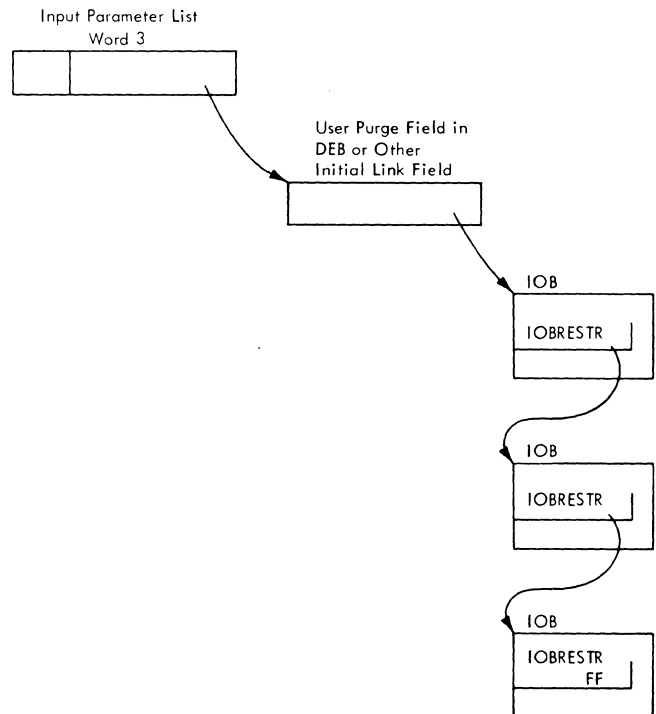 Input Parameter List
Word 3
User Purge Field in
DEB or Other
Initial Link Field
IOB
IOBRESTR
IOB
IOBRESTR
IOB
IOBRESTR
FF